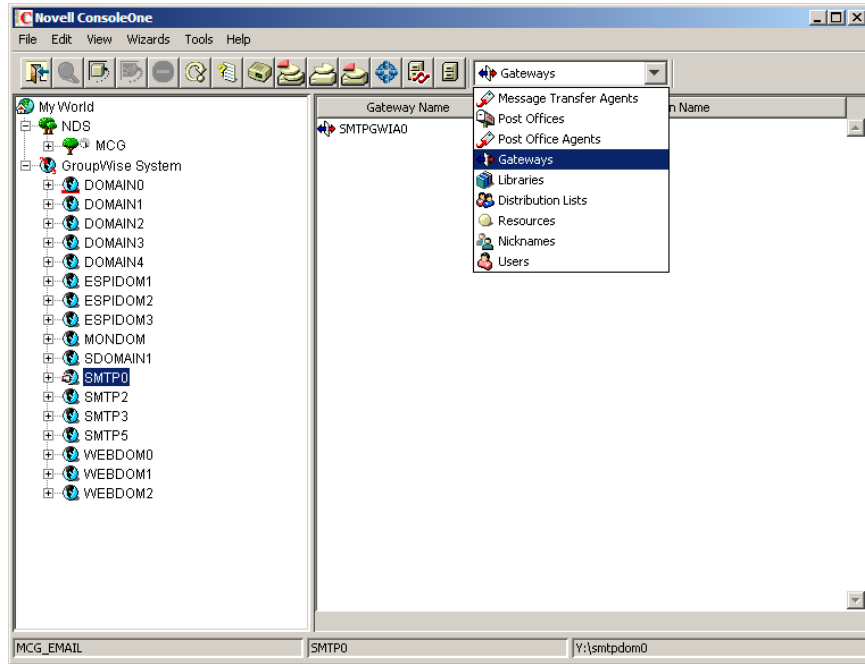 Novell ConsoleOne
File Edit View Wizards Tools Help
Gateways
My World
NDS
MCG
GroupWise System
DOMAIN0
DOMAIN1
DOMAIN2
DOMAIN3
DOMAIN4
ESPIDOM1
ESPIDOM2
ESPIDOM3
MONDOM
SDOMAIN1
SMTP0
SMTP2
SMTP3
SMTP5
WEBDOM0
WEBDOM1
WEBDOM2
Gateway Name
n Name
SMTPGWIA0
Message Transfer Agents
Post Offices
Post Office Agents
Gateways
Libraries
Distribution Lists
Resources
Nicknames
Users
MCG_EMAIL
SMTP0
Y:\smtpdom0